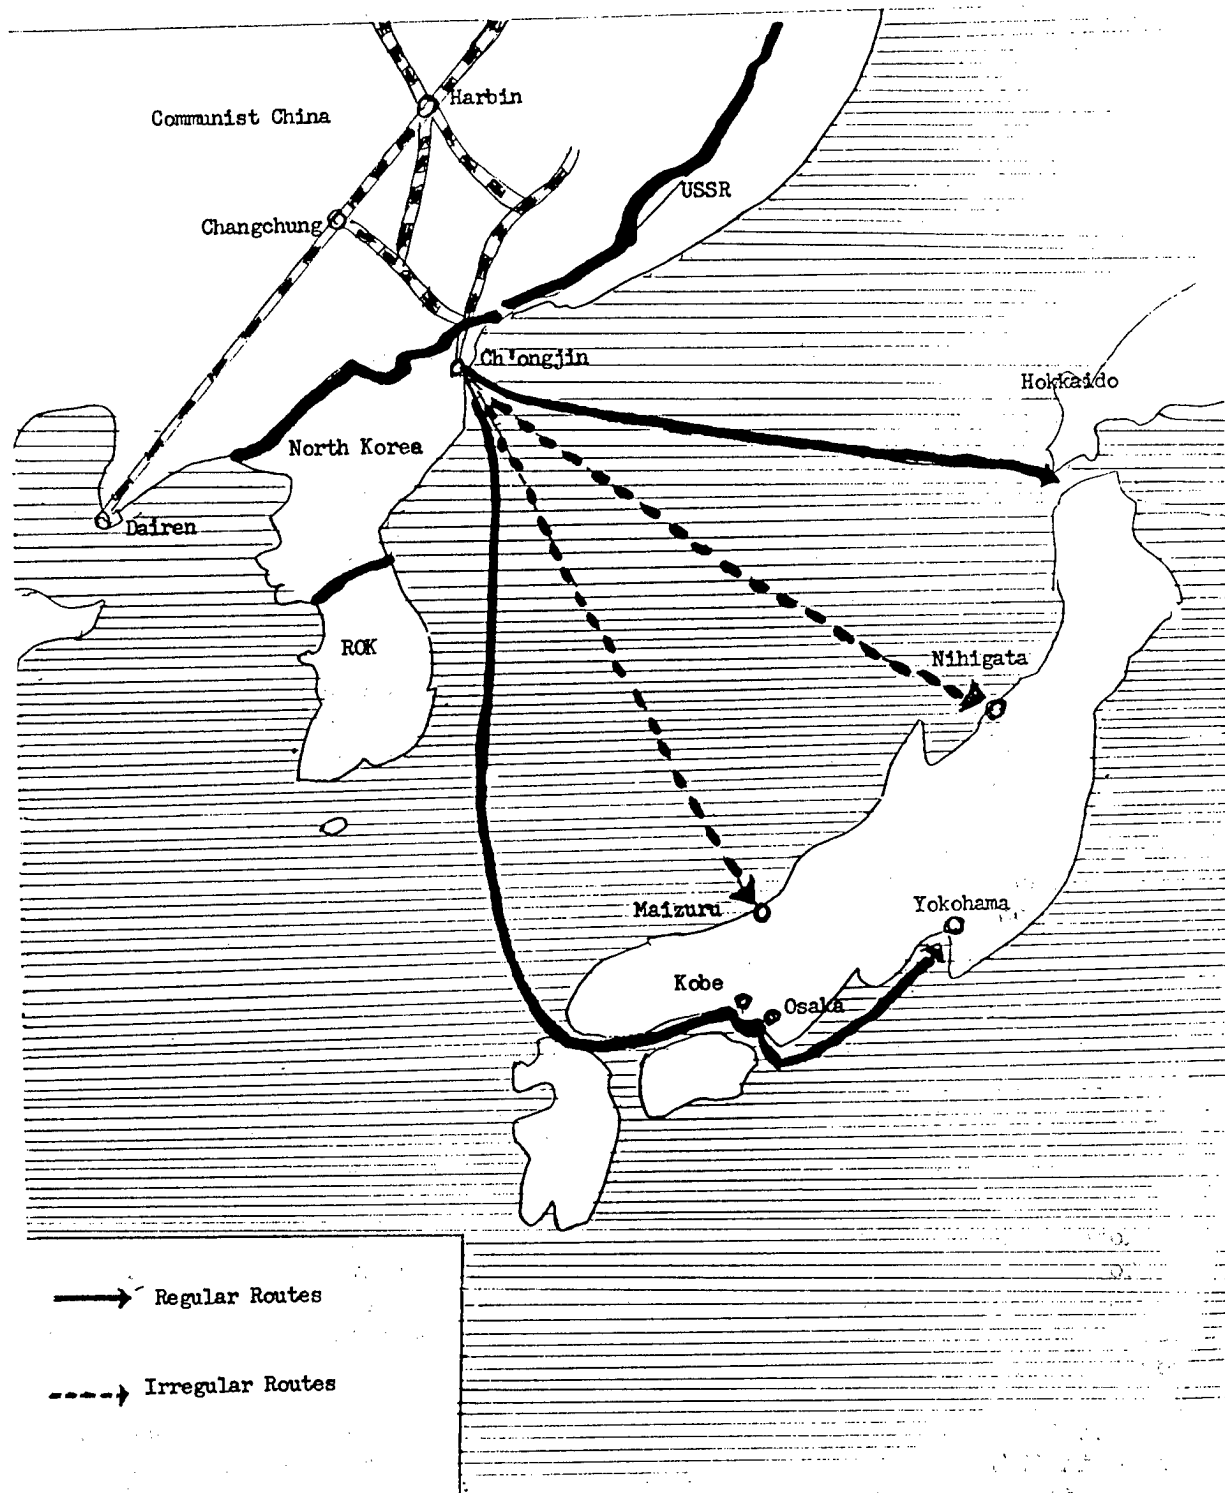 Harbin
Communist China
USSR
Changchung
Ch'ongjin
Hokkaido
North Korea
Dairen
ROK
Nihigata
Maizuru
Yokohama
Kobe
Osaka
Regular Routes
Irregular Routes